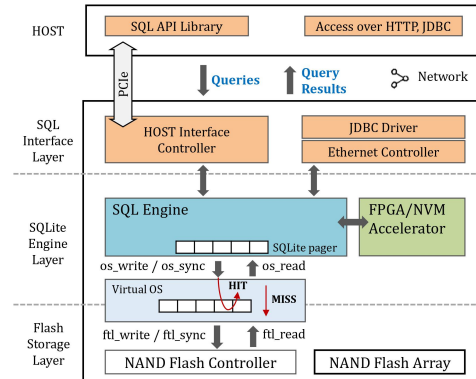 HOST
SQL API Library
Access over HTTP, JDBC
PCIe
Queries
Query
Results
Network
SQL
Interface
Layer
HOST Interface
Controller
JDBC Driver
Ethernet Controller
SQLite
Engine
Layer
SQL Engine
SQLite pager
FPGA/NVM
Accelerator
os_write / os_sync
os_read
Virtual OS
HIT
MISS
Flash
Storage
Layer
ftl_write / ftl_sync
ftl_read
NAND Flash Controller
NAND Flash Array